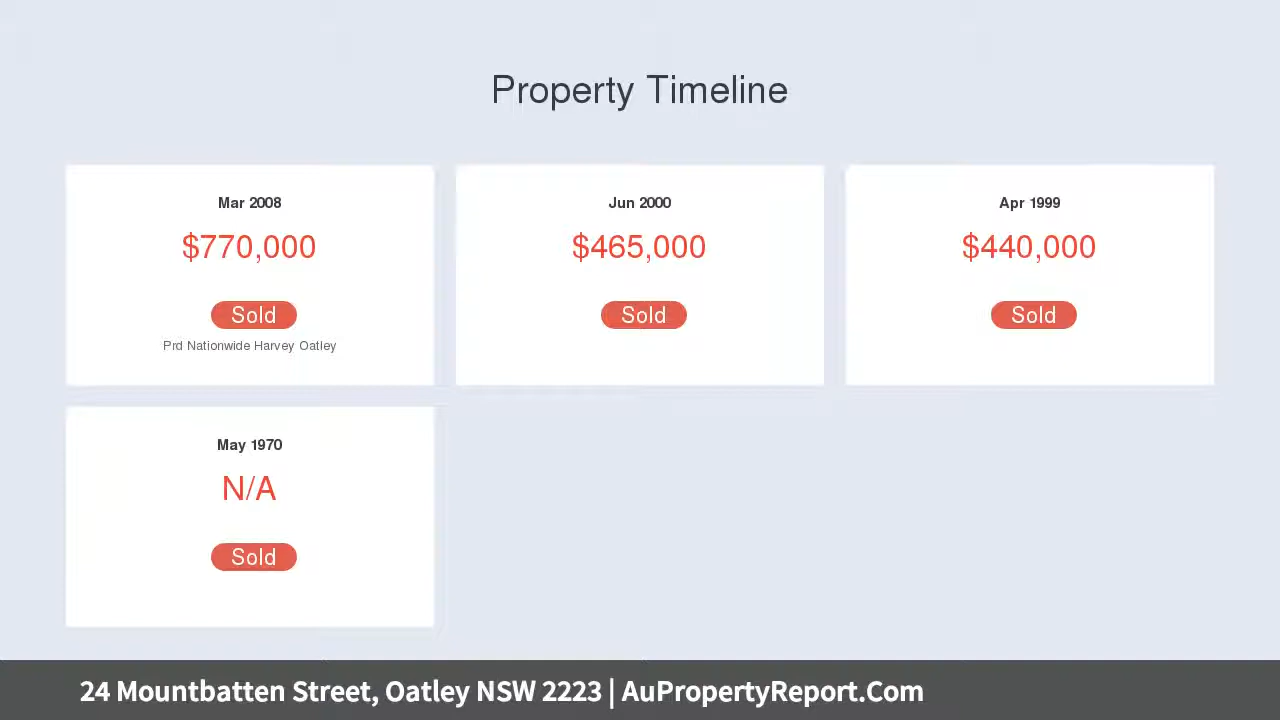 Property Timeline
Mar 2008
$770,000
Sold
Prd Nationwide Harvey Oatley
Jun 2000
$465,000
Sold
Apr 1999
$440,000
Sold
May 1970
N/A
Sold
24 Mountbatten Street, Oatley NSW 2223 | AuPropertyReport.Com